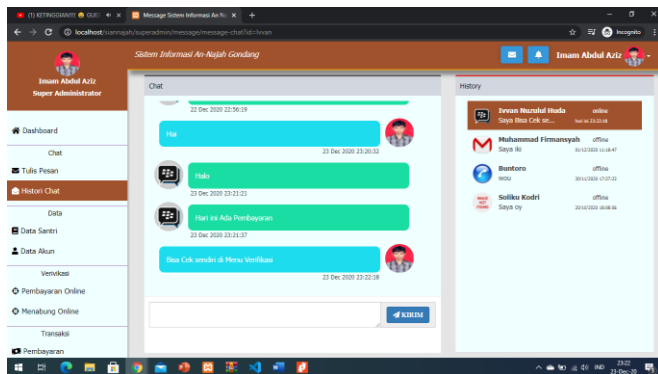 (1) KETINGGIAN!!!
Message Sistem Informasi An-Na
localhost/siannajah/superadmin/message/message-chat?id=Ivvan
Incognito
Imam Abdul Aziz
Super Administrator
Dashboard
Chat
Tulis Pesan
Histori Chat
Data
Data Santri
Data Akun
Verivikasi
Pembayaran Online
Menabung Online
Transaksi
Pembayaran
Sistem Informasi An-Najah Gondang
Imam Abdul Aziz
Chat
22 Dec 2020 22:56:19
Hai
23 Dec 2020 23:20:32
Halo
23 Dec 2020 23:21:21
Hari ini Ada Pembayaran
23 Dec 2020 23:21:37
Bisa Cek sendiri di Menu Verifikasi
23 Dec 2020 23:22:18
KIRIM
History
Ivvan Nuzulul Huda online
Saya Bisa Cek se...
Muhammad Firmansyah offline
Saya iki
Buntoro offline
wou
Soliku Kodri offline
Saya oy
IND
23:22
23-Dec-20